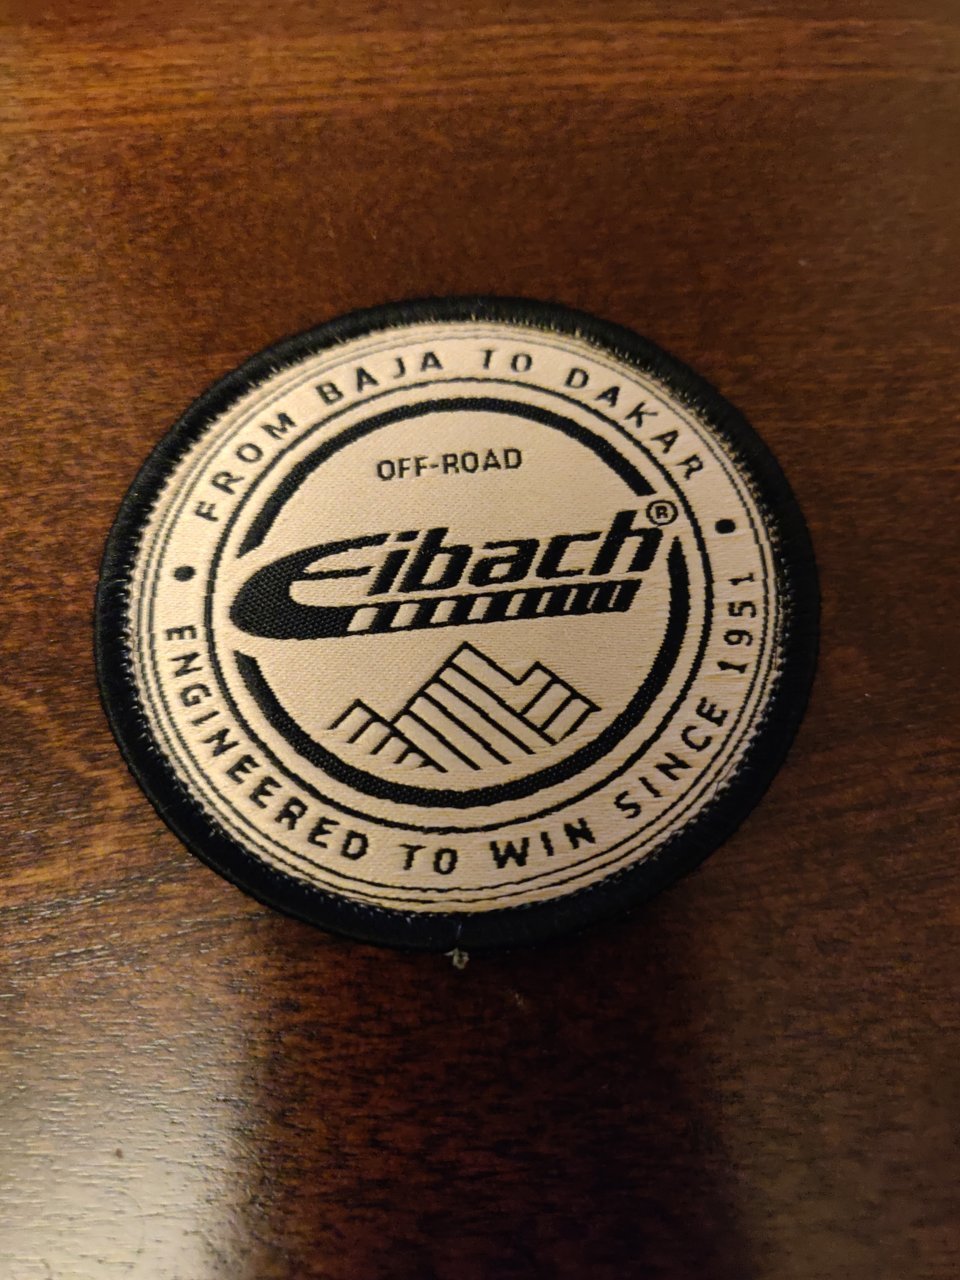 FROM BAJA TO DAKAR
OFF-ROAD
Eibach®
ENGINEERED TO WIN SINCE 1951